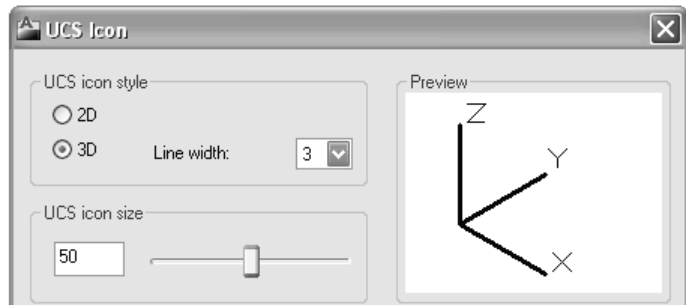 UCS Icon
UCS icon style
2D
3D
Line width:
3
UCS icon size
50
Preview
Z
Y
X